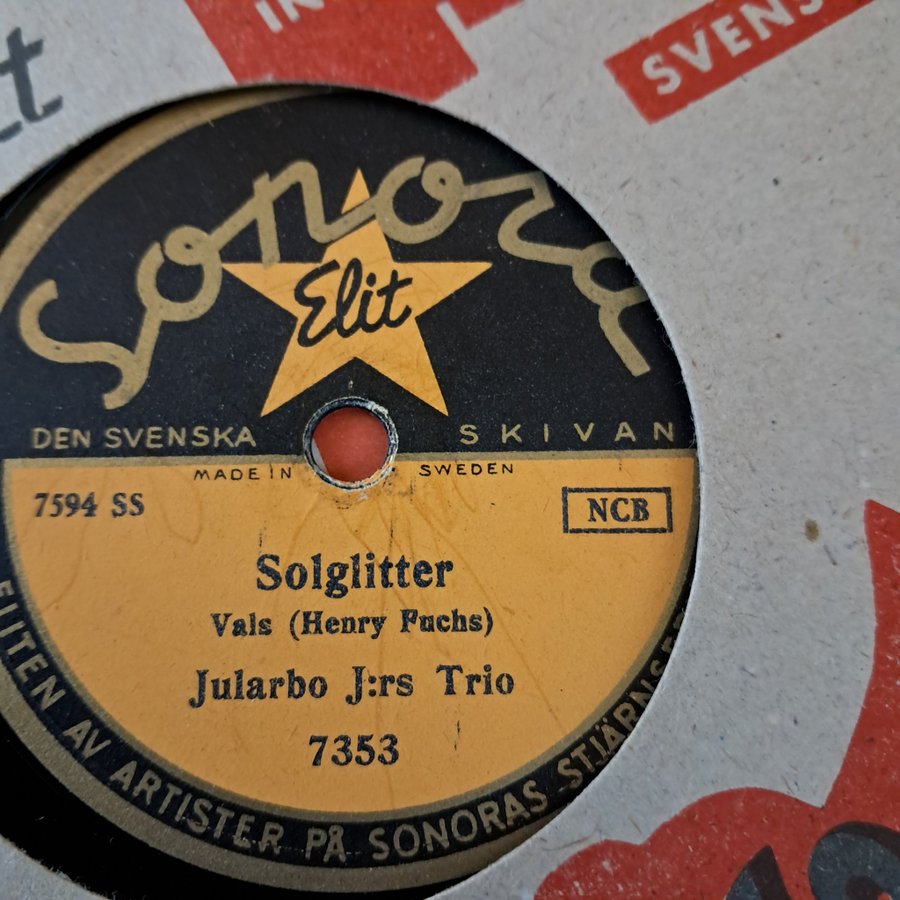 IN
SVENS
Sonora
Elit
DEN SVENSKA SKIVAN
MADE IN SWEDEN
7594 SS
NCB
Solglitter
Vals (Henry Fuchs)
Jularbo J:rs Trio
7353
ELITEN AV ARTISTER PÅ SONORAS STJÄRNSE